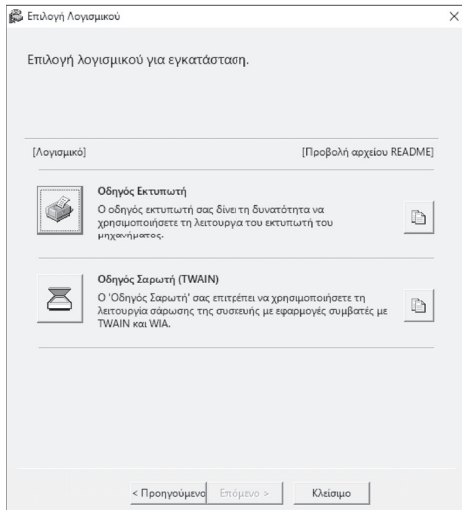 Επιλογή Λογισμικού
Επιλογή λογισμικού για εγκατάσταση.
[Λογισμικό] [Προβολή αρχείου README]
Οδηγός Εκτυπωτή
Ο οδηγός εκτυπωτή σας δίνει τη δυνατότητα να
χρησιμοποιήσετε τη λειτουργα του εκτυπωτή του
μηχανήματος.
Οδηγός Σαρωτή (TWAIN)
Ο 'Οδηγός Σαρωτή' σας επιτρέπει να χρησιμοποιήσετε τη
λειτουργία σάρωσης της συσευής με εφαρμογές συμβατές με
TWAIN και WIA.
< Προηγούμενο Επόμενο > Κλείσιμο